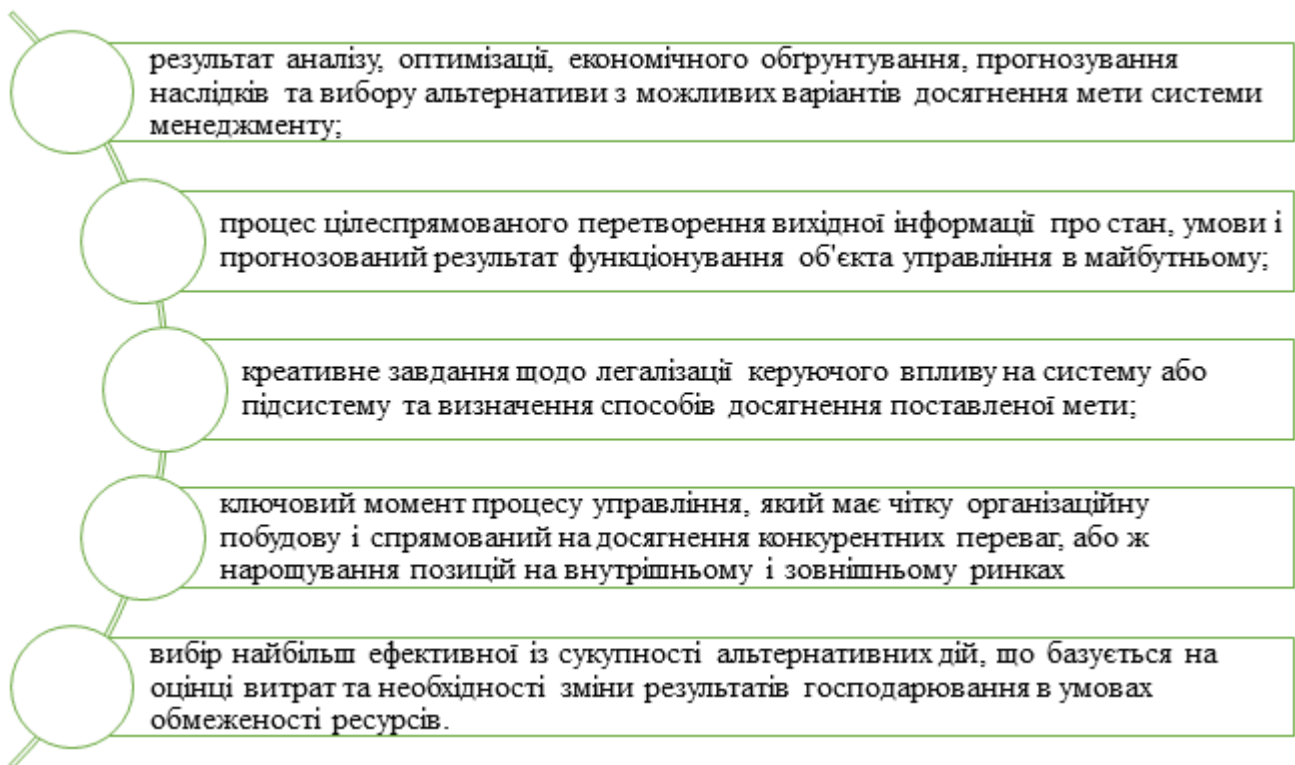 результат аналізу, оптимізації, економічного обґрунтування, прогнозування
наслідків та вибору альтернативи з можливих варіантів досягнення мети системи
менеджменту;
процес цілеспрямованого перетворення вихідної інформації про стан, умови і
прогнозований результат функціонування об'єкта управління в майбутньому;
креативне завдання щодо легалізації керуючого впливу на систему або
підсистему та визначення способів досягнення поставленої мети;
ключовий момент процесу управління, який має чітку організаційну
побудову і спрямований на досягнення конкурентних переваг, або ж
нарощування позицій на внутрішньому і зовнішньому ринках
вибір найбільш ефективної із сукупності альтернативних дій, що базується на
оцінці витрат та необхідності зміни результатів господарювання в умовах
обмеженості ресурсів.